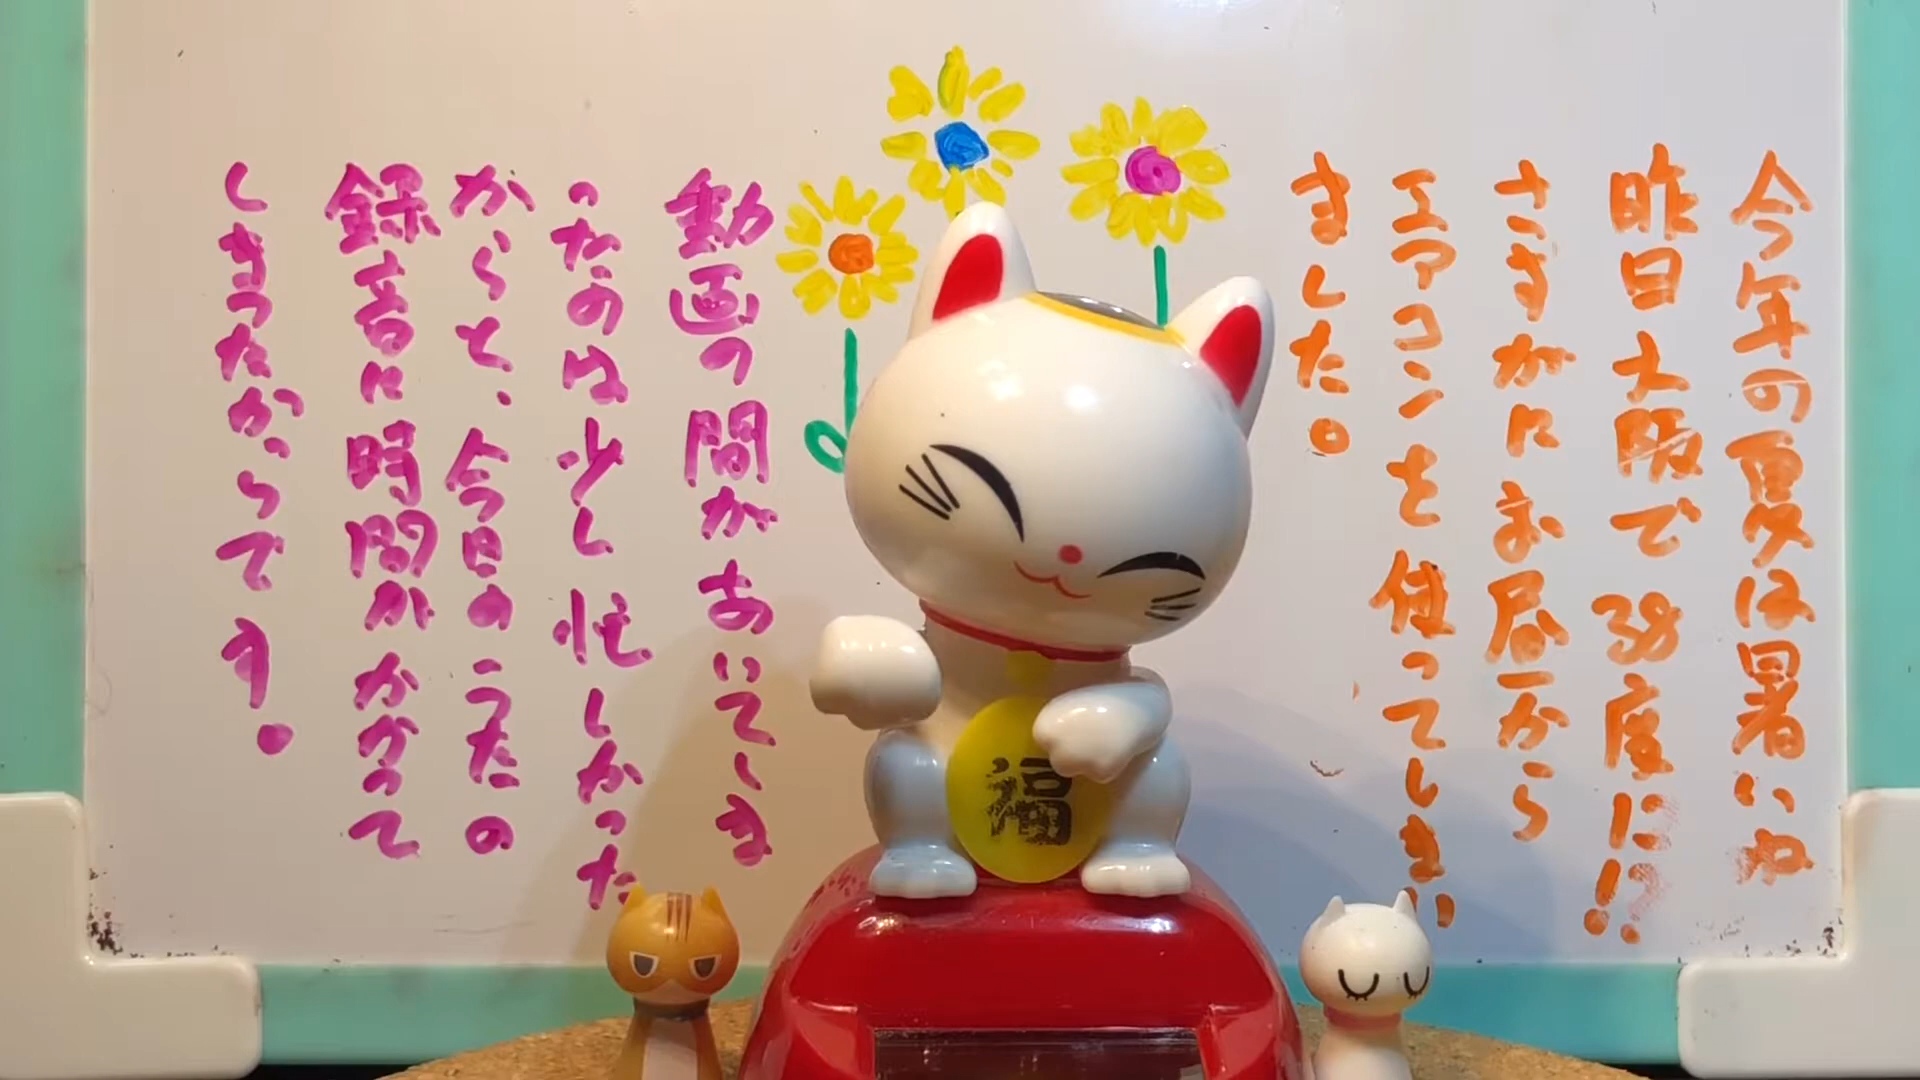 今年の夏は暑いね
昨日大阪で38度に!?
さすがにお昼から
エアコンを使ってしまい
ました。
動画の間があいてしま
ったのは少し忙しかった
からと、今日のうたの
録音に時間がかかって
しまったからです。
福